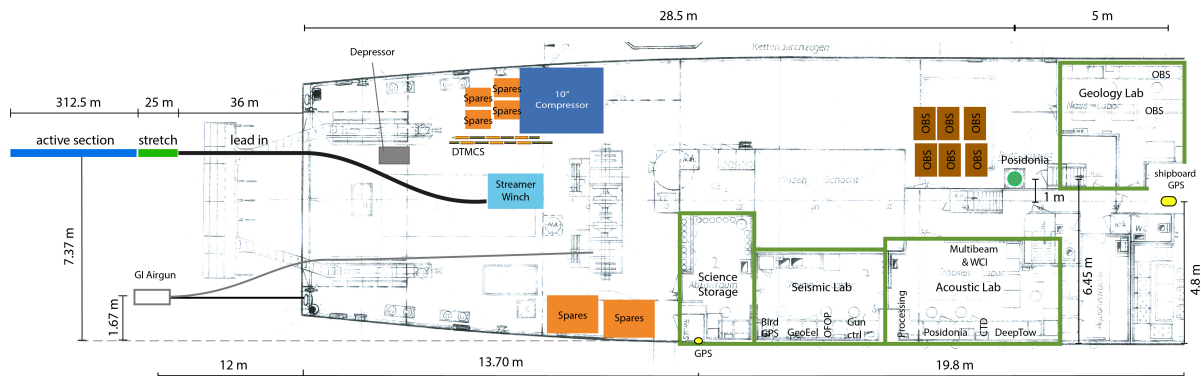 28.5 m
5 m
Depressor
Kettendurchzugen
312.5 m
25 m
36 m
active section
stretch
lead in
Spares
Spares
Spares
Spares
10"
Compressor
DTMCS
Streamer
Winch
OBS
OBS
OBS
OBS
OBS
OBS
Posidonia
Geology Lab
OBS
OBS
shipboard
GPS
1 m
7.37 m
GI Airgun
1.67 m
Spares
Spares
Science
Storage
GPS
Seismic Lab
Bird
GPS
GeoEel
OFOP
Gun
ctrl
Multibeam
& WCI
Acoustic Lab
Processing
Posidonia
CTD
DeepTow
6.45 m
4.8 m
12 m
13.70 m
19.8 m